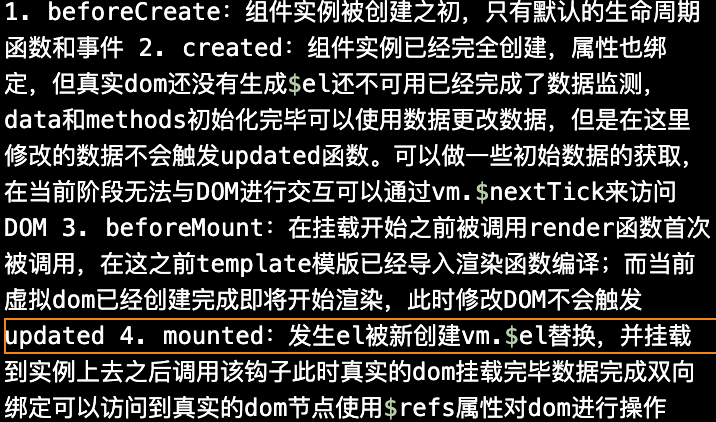 1. beforeCreate：组件实例被创建之初，只有默认的生命周期
函数和事件 2. created：组件实例已经完全创建，属性也绑
定，但真实dom还没有生成$el还不可用已经完成了数据监测，
data和methods初始化完毕可以使用数据更改数据，但是在这里
修改的数据不会触发updated函数。可以做一些初始数据的获取，
在当前阶段无法与DOM进行交互可以通过vm.$nextTick来访问
DOM 3. beforeMount：在挂载开始之前被调用render函数首次
被调用，在这之前template模版已经导入渲染函数编译；而当前
虚拟dom已经创建完成即将开始渲染，此时修改DOM不会触发
updated 4. mounted：发生el被新创建vm.$el替换，并挂载
到实例上去之后调用该钩子此时真实的dom挂载完毕数据完成双向
绑定可以访问到真实的dom节点使用$refs属性对dom进行操作